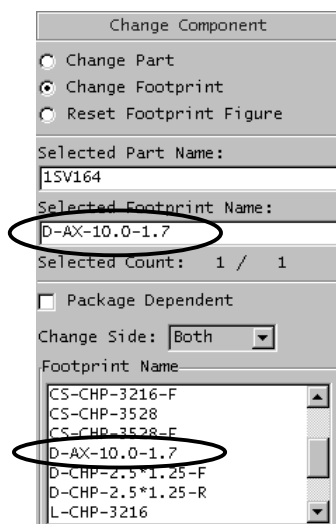 Change Component
Change Part
Change Footprint
Reset Footprint Figure
Selected Part Name:
1SV164
Selected Footprint Name:
D-AX-10.0-1.7
Selected Count: 1 / 1
Package Dependent
Change Side: Both
Footprint Name
CS-CHP-3216-F
CS-CHP-3528
CS-CHP-3528-F
D-AX-10.0-1.7
D-CHP-2.5*1.25-F
D-CHP-2.5*1.25-R
L-CHP-3216